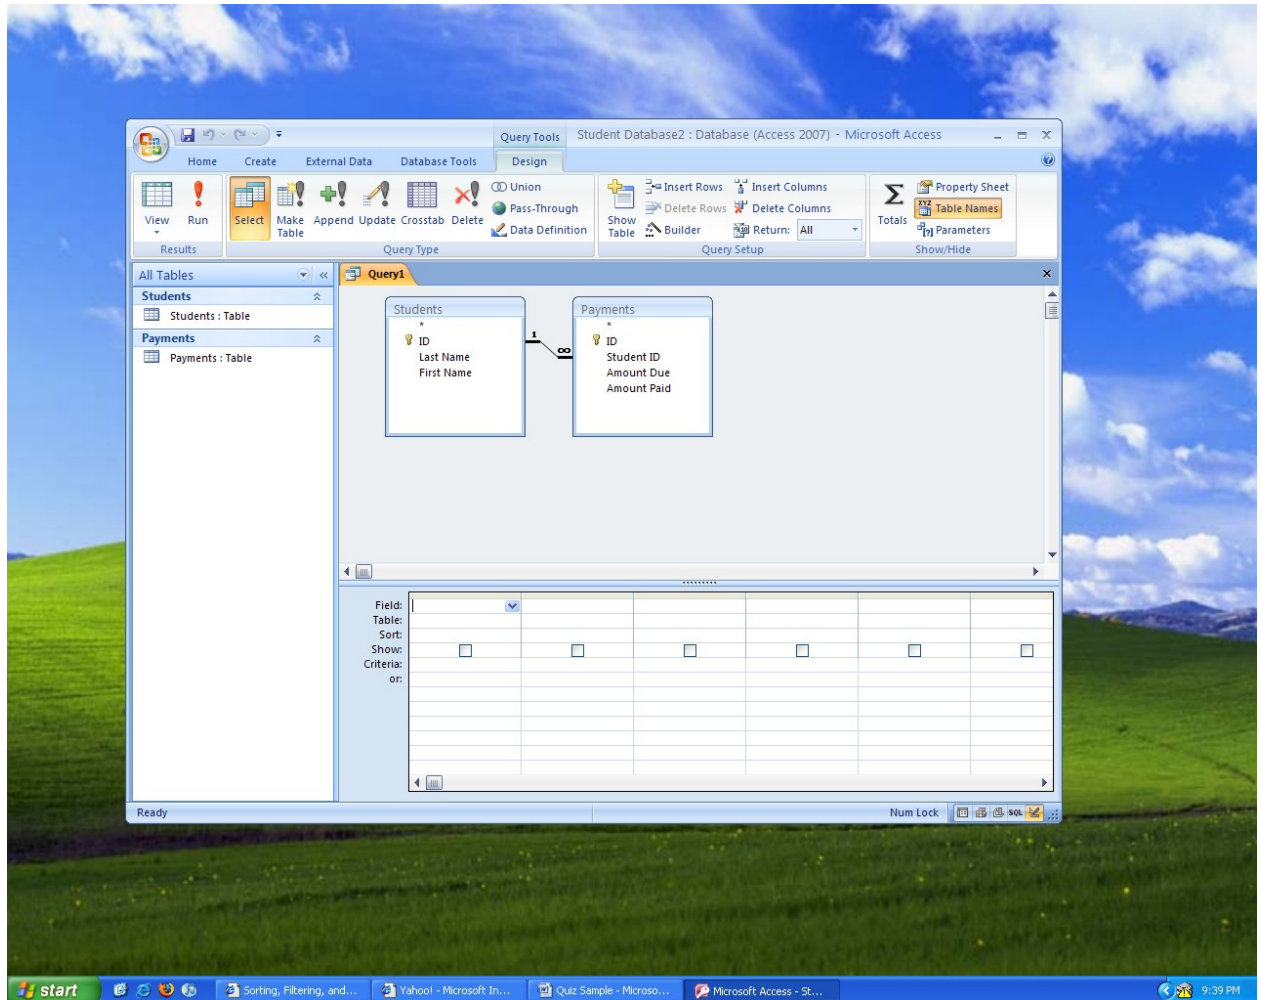 Query Tools
Student Database2 : Database (Access 2007) - Microsoft Access
Home
Create
External Data
Database Tools
Design
View
Run
Select
Make
Table
Append
Update
Crosstab
Delete
Union
Pass-Through
Data Definition
Show
Table
Insert Rows
Delete Rows
Builder
Insert Columns
Delete Columns
Return: All
Totals
Property Sheet
XYZ
Table Names
Parameters
Results
Query Type
Query Setup
Show/Hide
All Tables
Students
Students : Table
Payments
Payments : Table
Query1
Students
*
ID
Last Name
First Name
1
∞
Payments
*
ID
Student ID
Amount Due
Amount Paid
Field:
Table:
Sort:
Show:
Criteria:
or:
Ready
Num Lock
SQL
start
Sorting, Filtering, and...
Yahoo! - Microsoft In...
Quiz Sample - Microso...
Microsoft Access - St...
9:39 PM